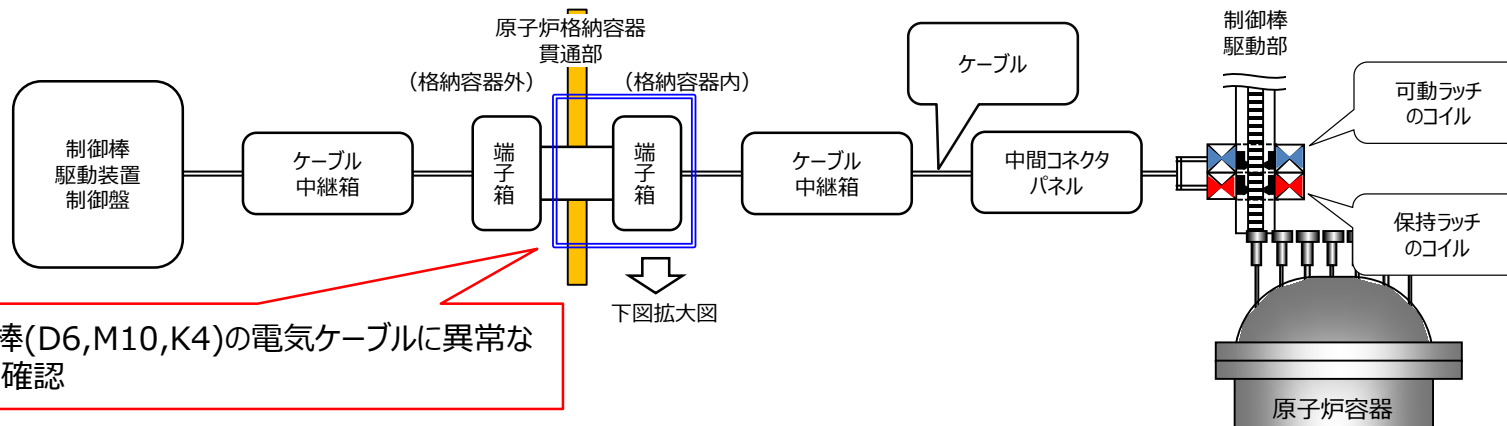 制御棒
駆動装置
制御盤
ケーブル
中継箱
(格納容器外)
端子箱
原子炉格納容器
貫通部
(格納容器内)
端子箱
下図拡大図
ケーブル
中継箱
ケーブル
中間コネクタ
パネル
制御棒
駆動部
可動ラッチ
のコイル
保持ラッチ
のコイル
原子炉容器
棒(D6,M10,K4)の電気ケーブルに異常な
確認